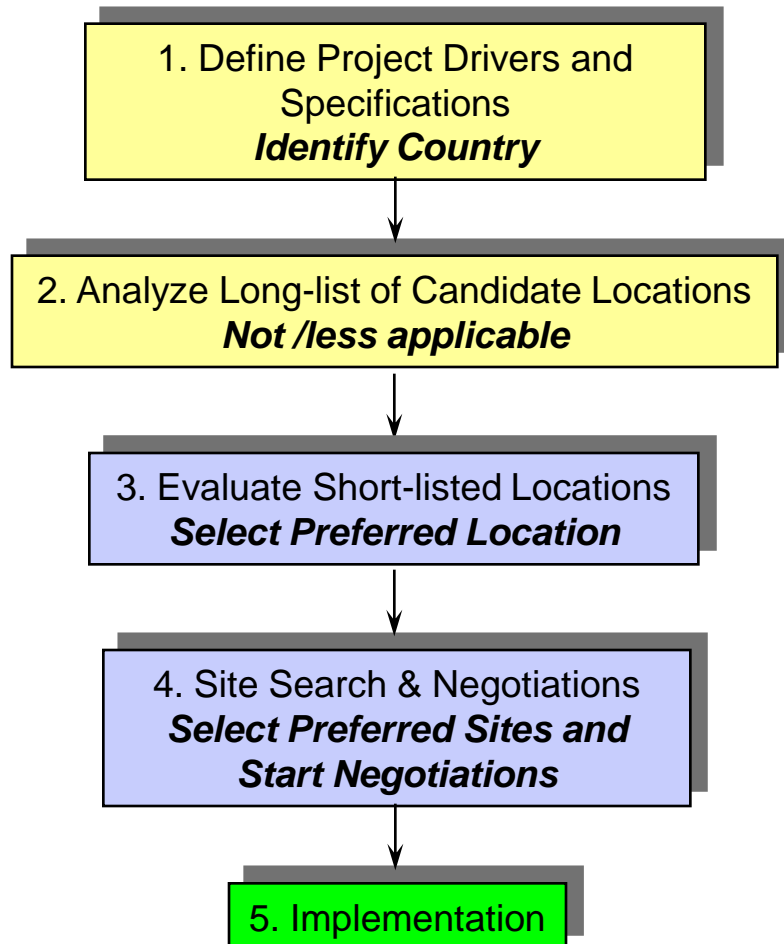 1. Define Project Drivers and
Specifications
Identify Country
2. Analyze Long-list of Candidate Locations
Not /less applicable
3. Evaluate Short-listed Locations
Select Preferred Location
4. Site Search & Negotiations
Select Preferred Sites and
Start Negotiations
5. Implementation